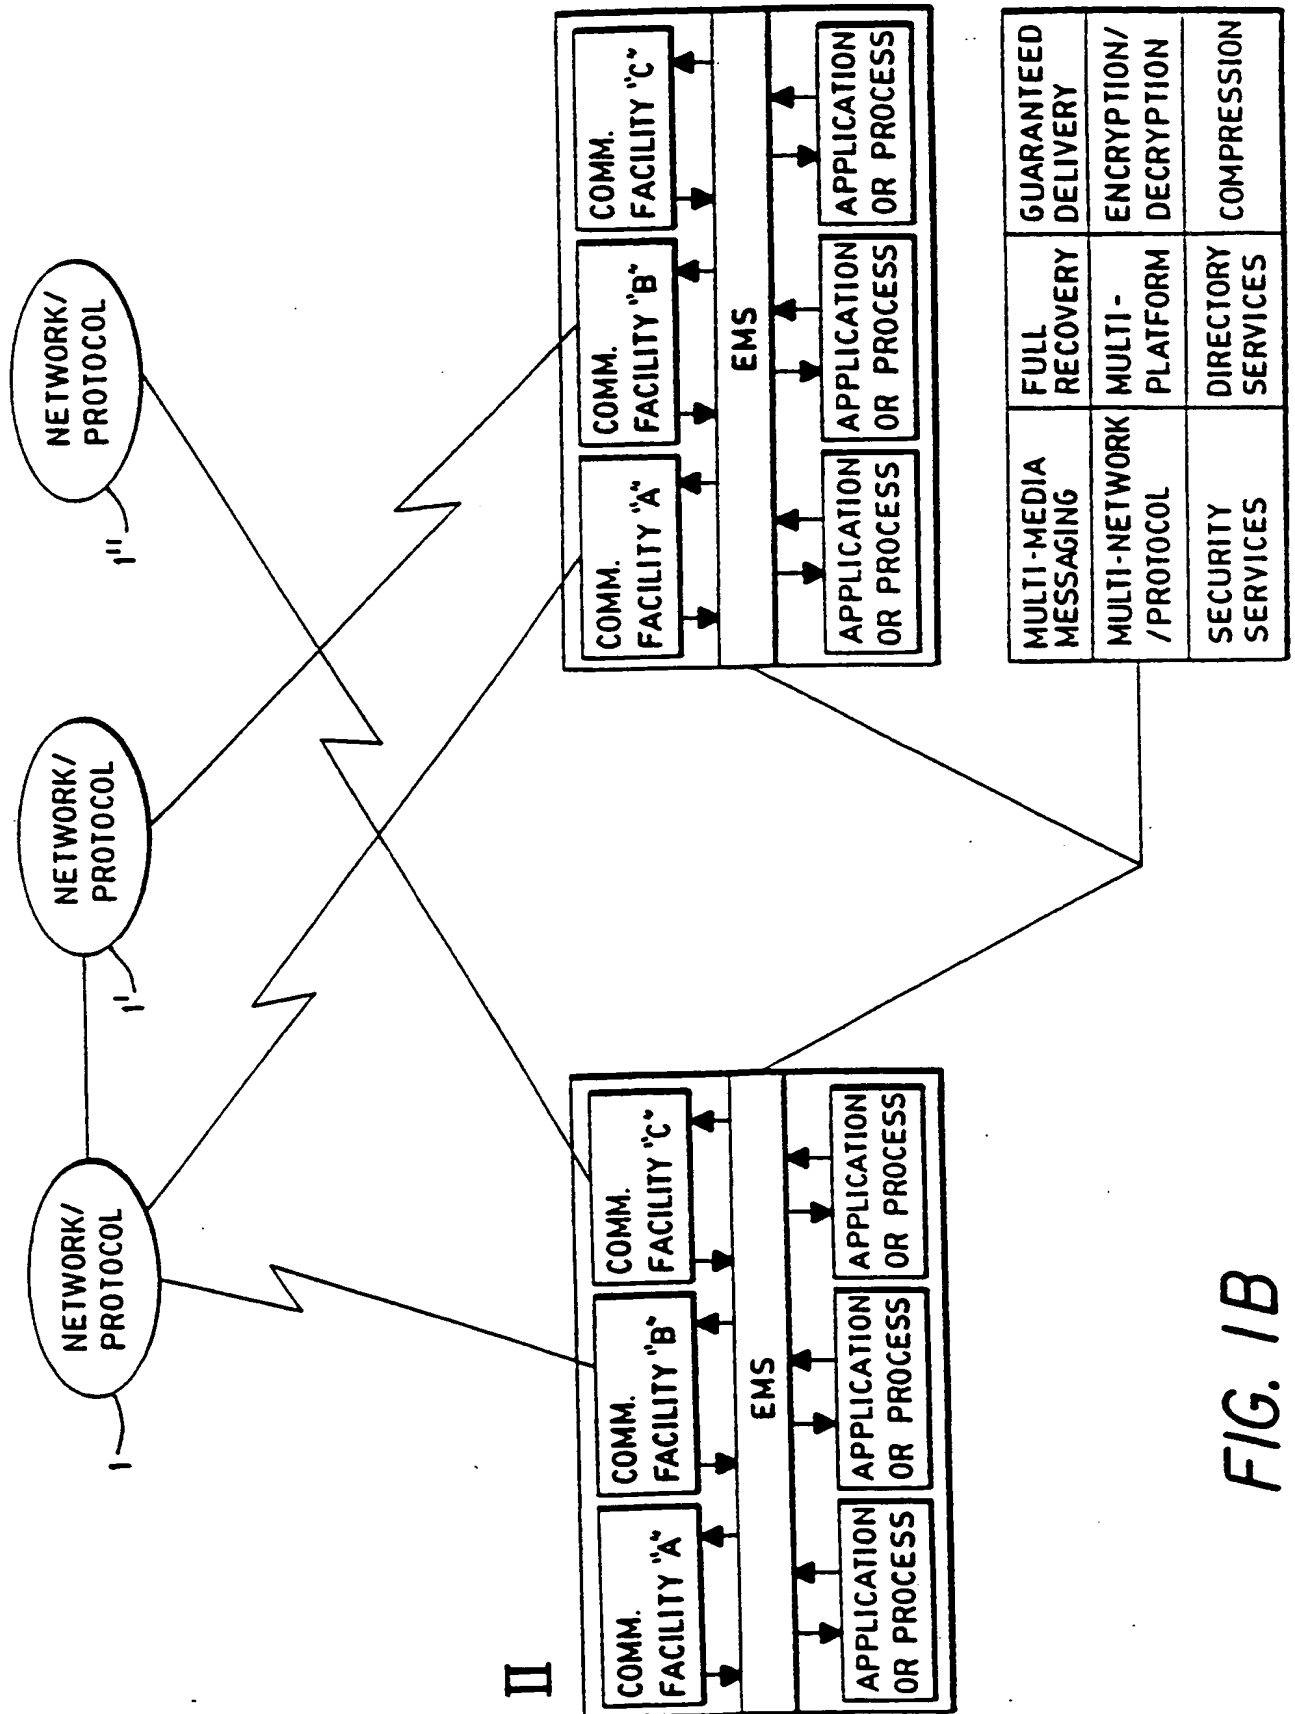 NETWORK/
PROTOCOL
1
NETWORK/
PROTOCOL
1'
NETWORK/
PROTOCOL
1"
II
COMM.
FACILITY "A"
COMM.
FACILITY "B"
COMM.
FACILITY "C"
EMS
APPLICATION
OR PROCESS
APPLICATION
OR PROCESS
APPLICATION
OR PROCESS
COMM.
FACILITY "A"
COMM.
FACILITY "B"
COMM.
FACILITY "C"
EMS
APPLICATION
OR PROCESS
APPLICATION
OR PROCESS
APPLICATION
OR PROCESS
MULTI-MEDIA
MESSAGING
FULL
RECOVERY
GUARANTEED
DELIVERY
MULTI-NETWORK
/PROTOCOL
MULTI-
PLATFORM
ENCRYPTION/
DECRYPTION
SECURITY
SERVICES
DIRECTORY
SERVICES
COMPRESSION
FIG. 1B